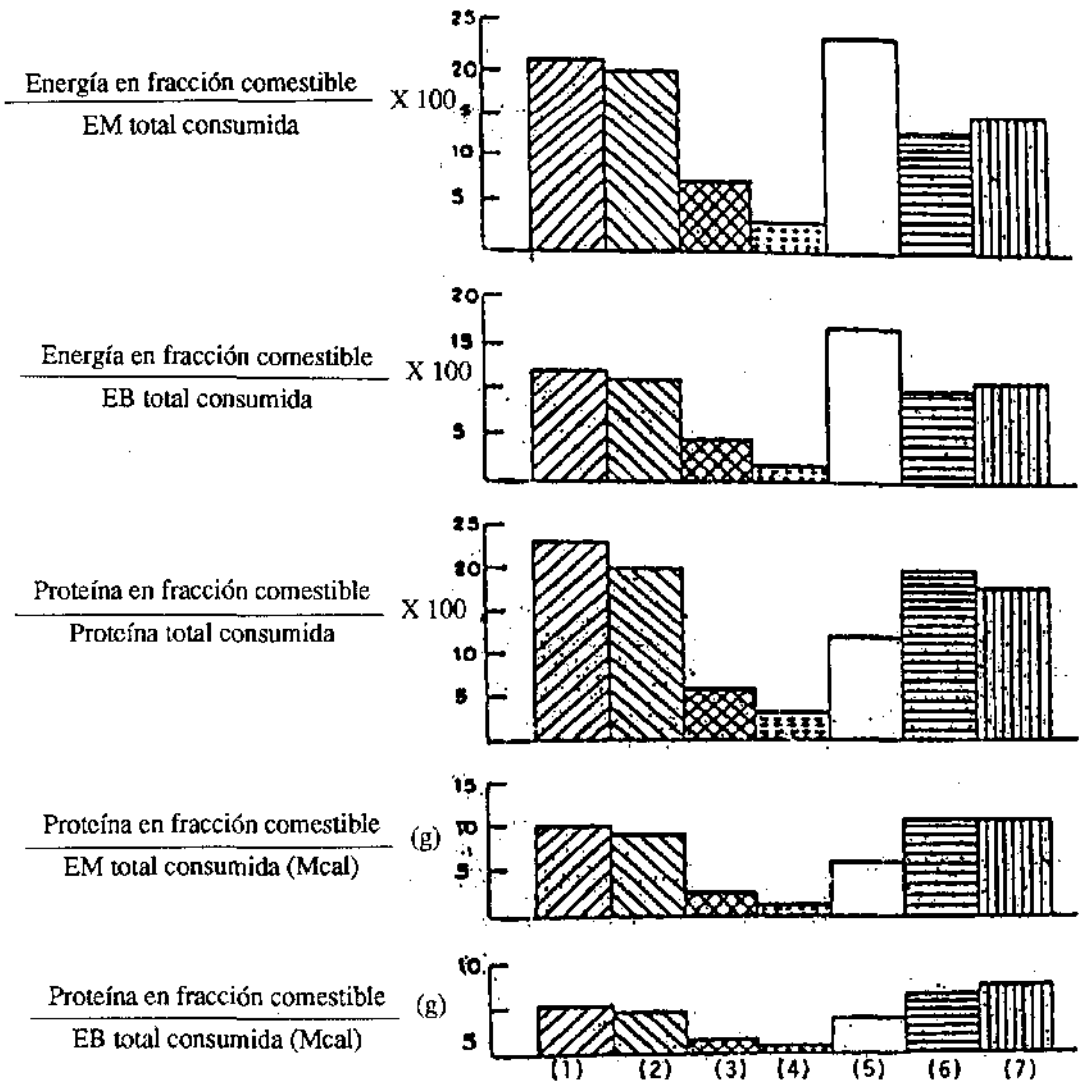 25
Energía en fracción comestible
EM total consumida
X 100
20
5
10
5
20
Energía en fracción comestible
EB total consumida
X 100
15
5
25
Proteína en fracción comestible
Proteína total consumida
X 100
20
10
5
15
Proteína en fracción comestible
EM total consumida (Mcal)
(g)
10
5
10
Proteína en fracción comestible
EB total consumida (Mcal)
(g)
5
(1) (2) (3) (4) (5) (6) (7)